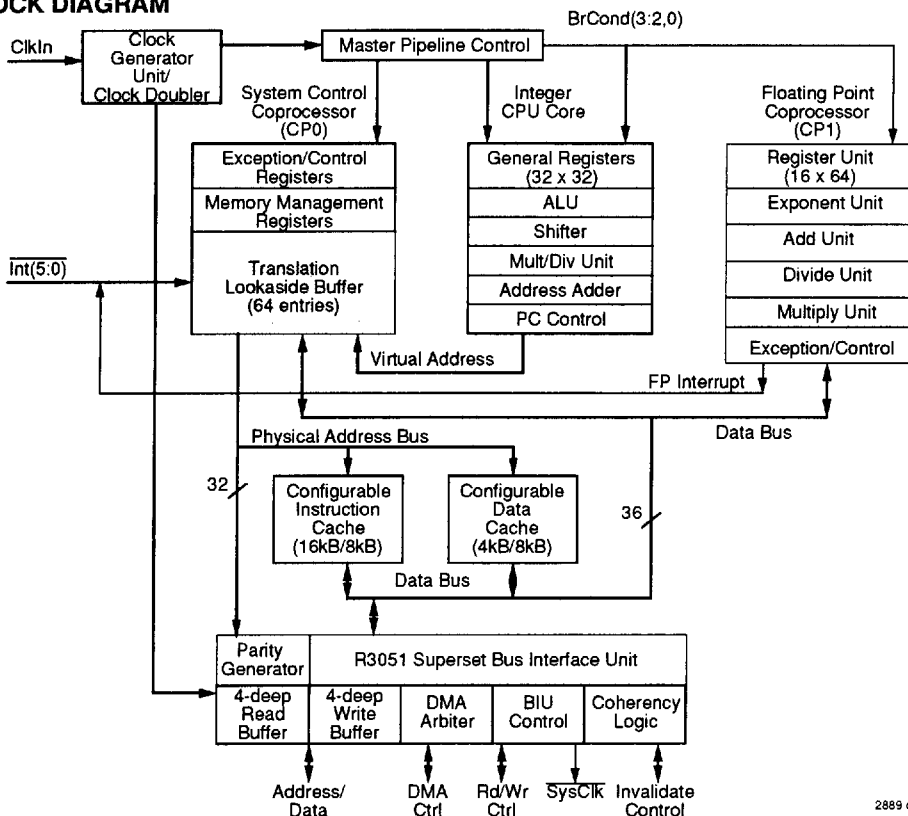 OCK DIAGRAM
BrCond(3:2,0)
ClkIn
Clock
Generator
Unit/
Clock Doubler
Master Pipeline Control
System Control
Coprocessor
(CP0)
Integer
CPU Core
Floating Point
Coprocessor
(CP1)
Exception/Control
Registers
Memory Management
Registers
Translation
Lookaside Buffer
(64 entries)
General Registers
(32 x 32)
ALU
Shifter
Mult/Div Unit
Address Adder
PC Control
Register Unit
(16 x 64)
Exponent Unit
Add Unit
Divide Unit
Multiply Unit
Exception/Control
Int(5:0)
Virtual Address
FP Interrupt
Data Bus
Physical Address Bus
32
Configurable
Instruction
Cache
(16kB/8kB)
Configurable
Data
Cache
(4kB/8kB)
36
Data Bus
Parity
Generator
R3051 Superset Bus Interface Unit
4-deep
Read
Buffer
4-deep
Write
Buffer
DMA
Arbiter
BIU
Control
Coherency
Logic
Address/
Data
DMA
Ctrl
Rd/Wr
Ctrl
SysClk
Invalidate
Control
2889